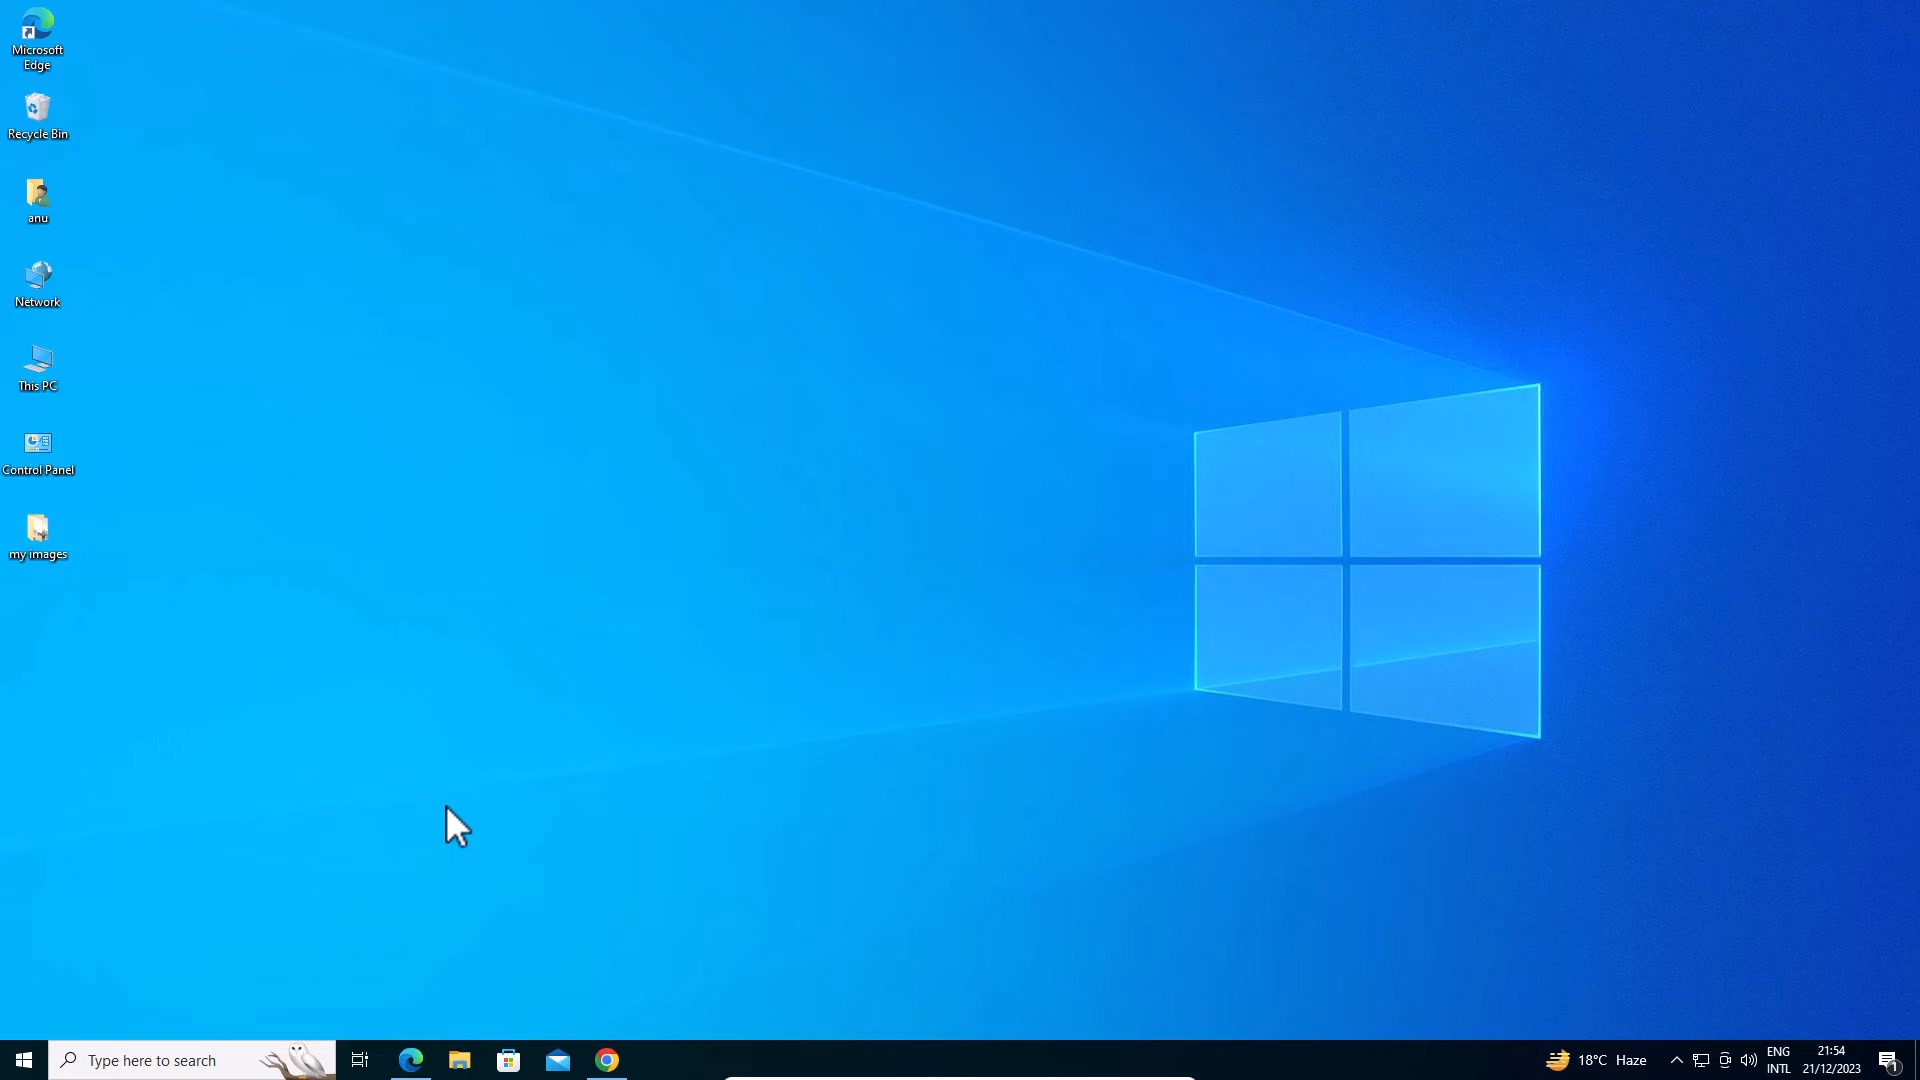 Microsoft
Edge
Recycle Bin
anu
Network
This PC
Control Panel
my images
Type here to search
18°C Haze
ENG
INTL
21:54
21/12/2023
1